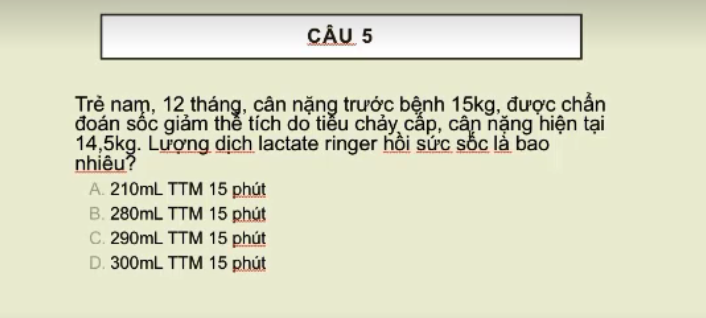 CÂU 5
Trẻ nam, 12 tháng, cân nặng trước bệnh 15kg, được chẩn
đoán sốc giảm thể tích do tiêu chảy cấp, cân nặng hiện tại
14,5kg. Lượng dịch lactate ringer hồi sức sốc là bao
nhiêu?
A. 210mL TTM 15 phút
B. 280mL TTM 15 phút
C. 290mL TTM 15 phút
D. 300mL TTM 15 phút